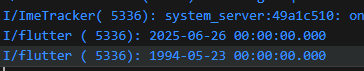 I/ImeTracker( 5336): system_server:49a1c510: on
I/flutter ( 5336): 2025-06-26 00:00:00.000
I/flutter ( 5336): 1994-05-23 00:00:00.000